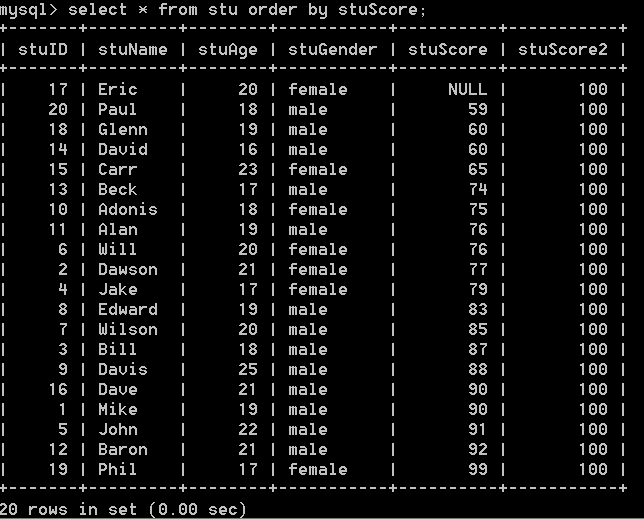 mysql> select * from stu order by stuScore;
+-------+---------+--------+-----------+----------+-----------+
| stuID | stuName | stuAge | stuGender | stuScore | stuScore2 |
+-------+---------+--------+-----------+----------+-----------+
|    17 | Eric    |     20 | female    |     NULL |       100 |
|    20 | Paul    |     18 | male      |       59 |       100 |
|    18 | Glenn   |     19 | male      |       60 |       100 |
|    14 | David   |     16 | male      |       60 |       100 |
|    15 | Carr    |     23 | female    |       65 |       100 |
|    13 | Beck    |     17 | male      |       74 |       100 |
|    10 | Adonis  |     18 | female    |       75 |       100 |
|    11 | Alan    |     19 | male      |       76 |       100 |
|     6 | Will    |     20 | female    |       76 |       100 |
|     2 | Dawson  |     21 | female    |       77 |       100 |
|     4 | Jake    |     17 | female    |       79 |       100 |
|     8 | Edward  |     19 | male      |       83 |       100 |
|     7 | Wilson  |     20 | male      |       85 |       100 |
|     3 | Bill    |     18 | male      |       87 |       100 |
|     9 | Davis   |     25 | male      |       88 |       100 |
|    16 | Dave    |     21 | male      |       90 |       100 |
|     1 | Mike    |     19 | male      |       90 |       100 |
|     5 | John    |     22 | male      |       91 |       100 |
|    12 | Baron   |     21 | male      |       92 |       100 |
|    19 | Phil    |     17 | female    |       99 |       100 |
+-------+---------+--------+-----------+----------+-----------+
20 rows in set (0.00 sec)